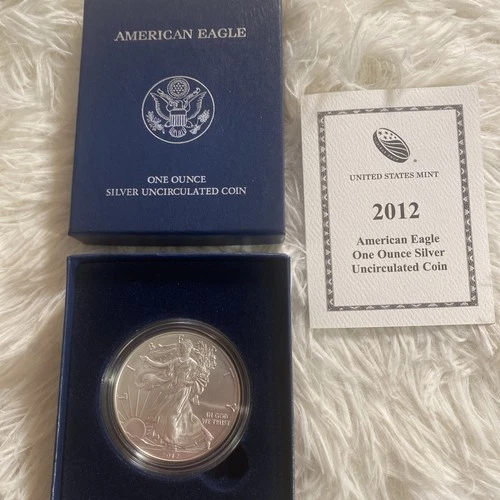 AMERICAN EAGLE
ONE OUNCE
SILVER UNCIRCULATED COIN
UNITED STATES MINT
2012
American Eagle
One Ounce Silver
Uncirculated Coin
IN GOD
WE TRUST
2012